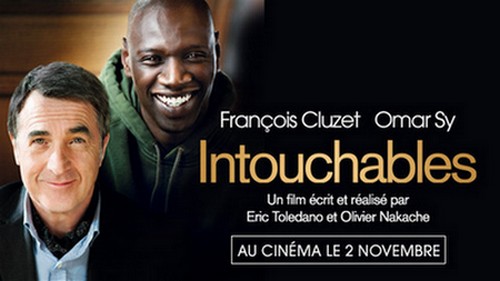 François Cluzet Omar Sy
Intouchables
Un film écrit et réalisé par
Eric Toledano et Olivier Nakache
AU CINÉMA LE 2 NOVEMBRE